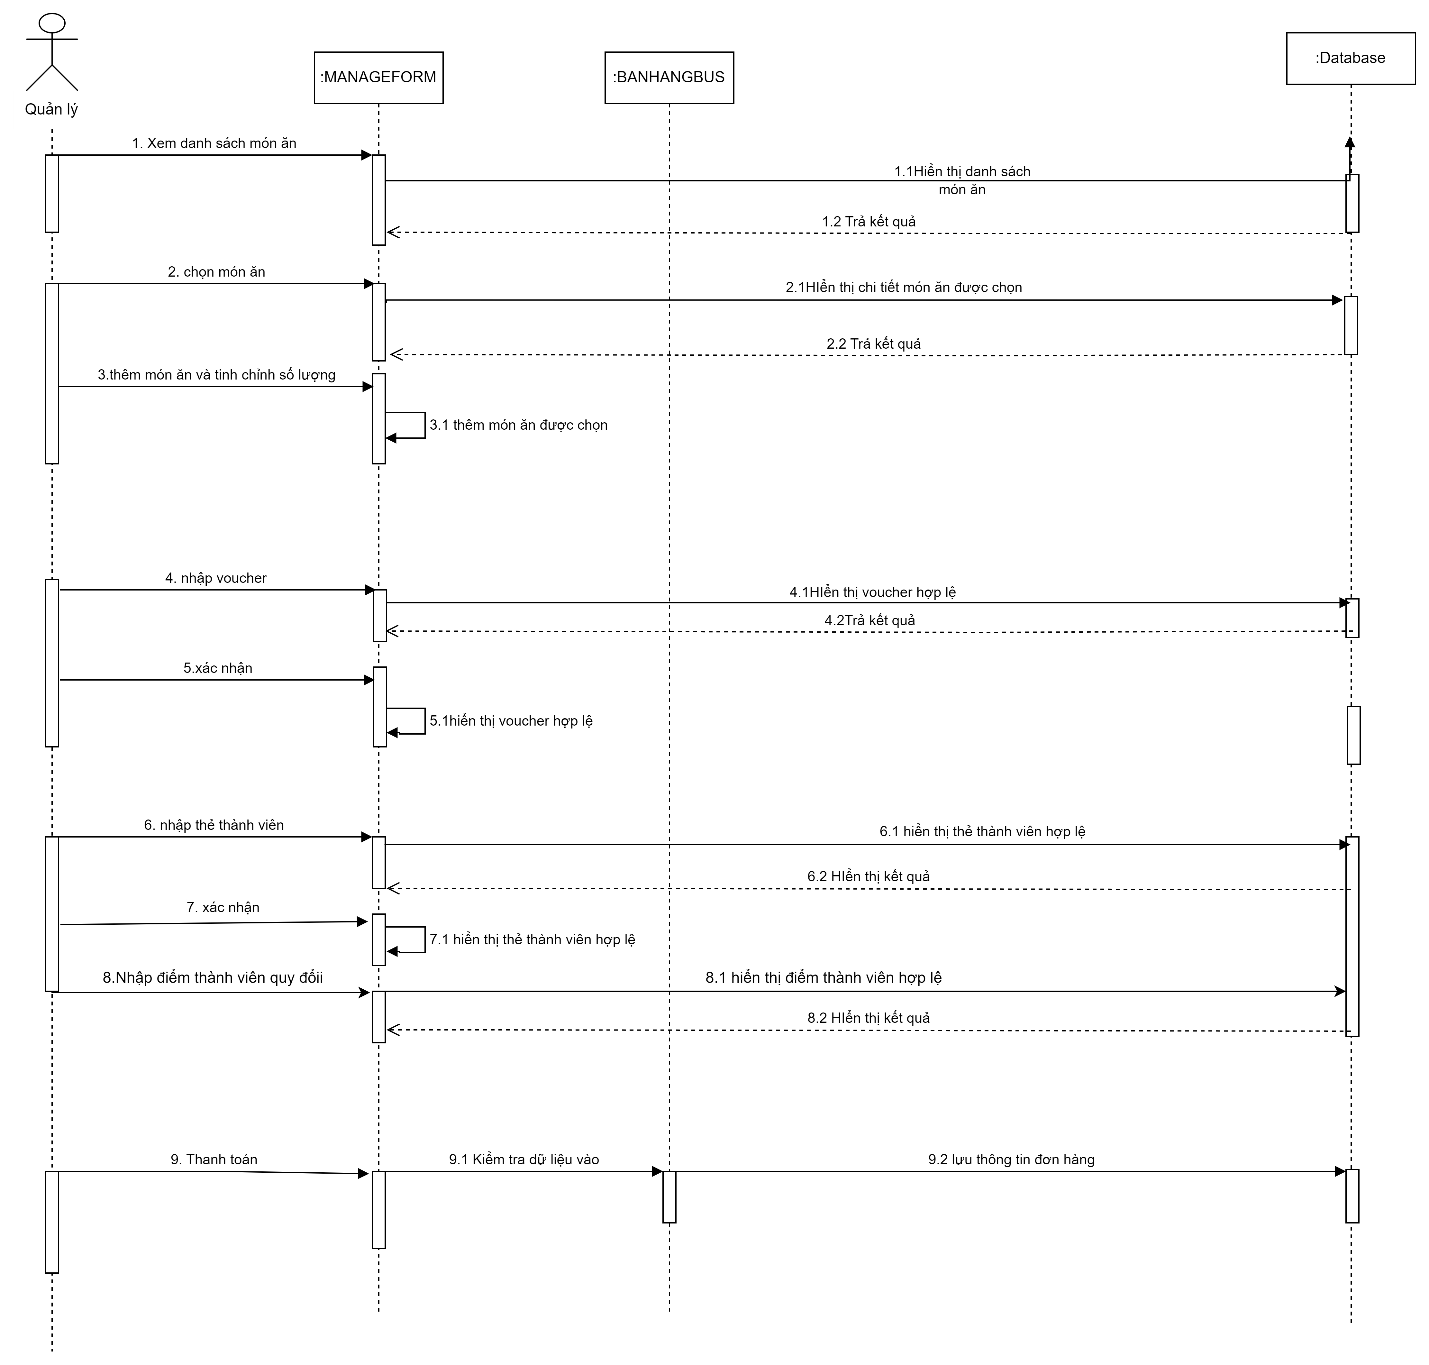 :Database
:MANAGEFORM
:BANHANGBUS
Quản lý
1. Xem danh sách món ăn
1.1Hiển thị danh sách
món ăn
1.2 Trả kết quả
2. chọn món ăn
2.1HIển thị chi tiết món ăn được chọn
2.2 Trả kết quả
3.thêm món ăn và tinh chính số lượng
3.1 thêm món ăn được chọn
4. nhập voucher
4.1HIển thị voucher hợp lệ
4.2Trả kết quả
5.xác nhận
5.1hiển thị voucher hợp lệ
6. nhập thẻ thành viên
6.1 hiển thị thẻ thành viên hợp lệ
6.2 HIển thị kết quả
7. xác nhận
7.1 hiển thị thẻ thành viên hợp lệ
8.Nhập điểm thành viên quy đổii
8.1 hiển thị điểm thành viên hợp lệ
8.2 HIển thị kết quả
9. Thanh toán
9.1 Kiểm tra dữ liệu vào
9.2 lựu thông tin đơn hàng